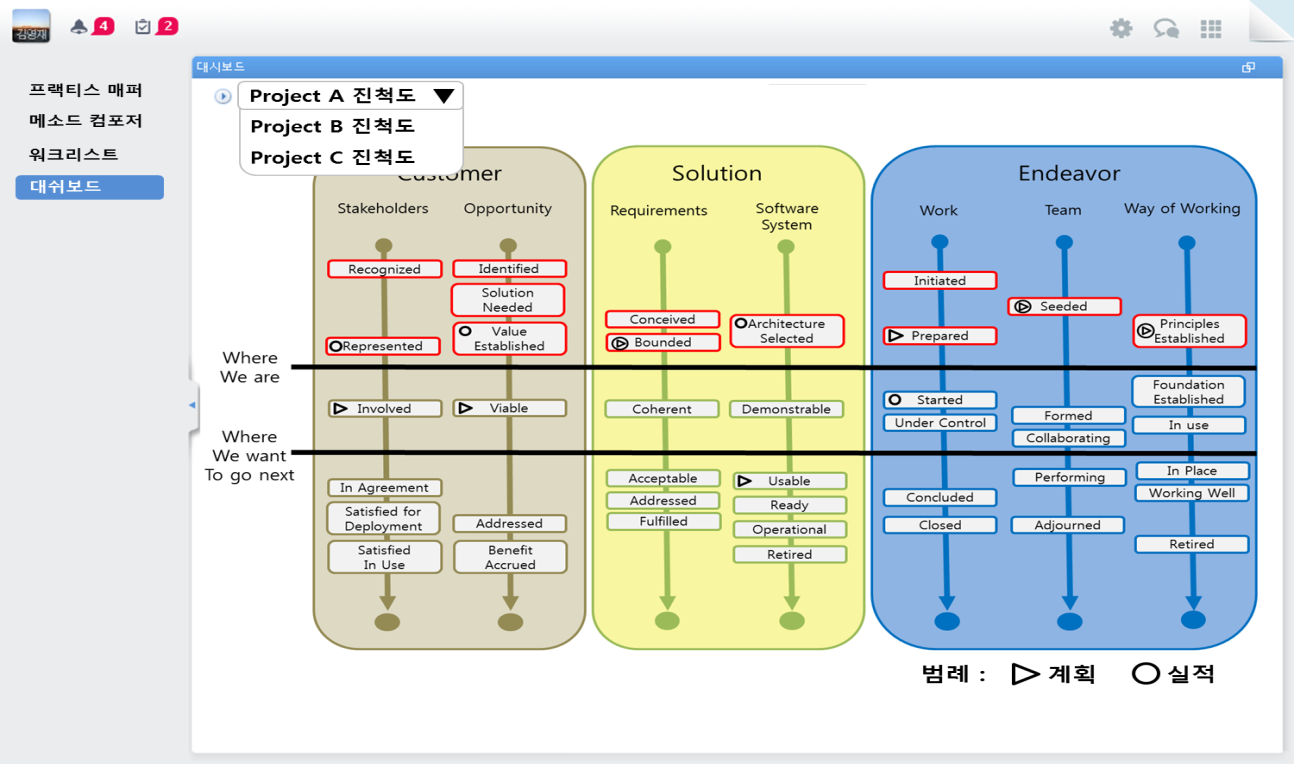 김영재
4
2
대시보드
프랙티스 매퍼
메소드 컴포저
워크리스트
대쉬보드
Project A 진척도
Project B 진척도
Project C 진척도
Customer
Stakeholders
Opportunity
Recognized
Represented
Involved
In Agreement
Satisfied for
Deployment
Satisfied
In Use
Identified
Solution
Needed
Value
Established
Viable
Addressed
Benefit
Accrued
Solution
Requirements
Software
System
Conceived
Bounded
Coherent
Acceptable
Addressed
Fulfilled
Architecture
Selected
Demonstrable
Usable
Ready
Operational
Retired
Endeavor
Work
Team
Way of Working
Initiated
Prepared
Started
Under Control
Concluded
Closed
Seeded
Formed
Collaborating
Performing
Adjourned
Principles
Established
Foundation
Established
In use
In Place
Working Well
Retired
Where
We are
Where
We want
To go next
범례 : 계획 실적